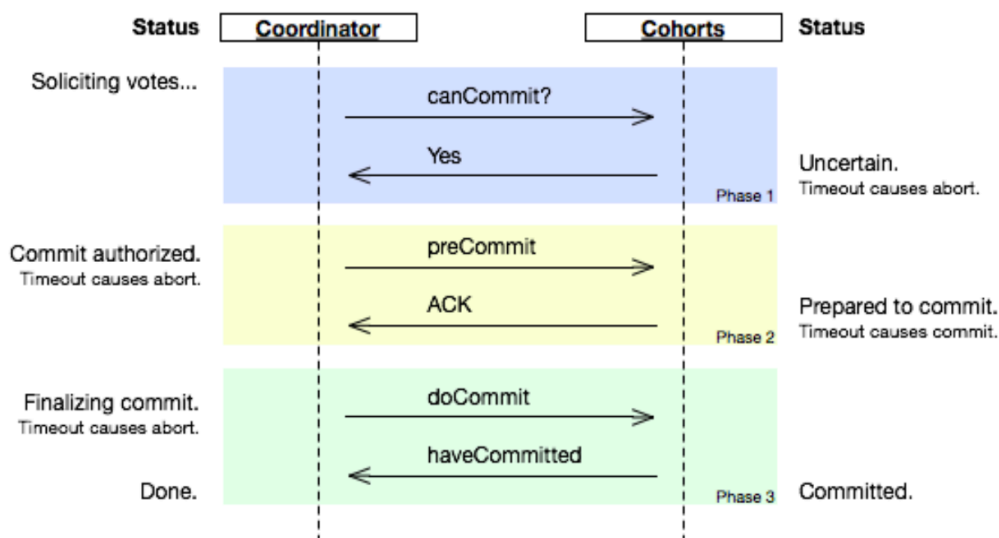 Status Coordinator Cohorts Status
Soliciting votes...
canCommit?
Yes
Uncertain.
Phase 1 Timeout causes abort.
Commit authorized. preCommit
Timeout causes abort.
ACK
Prepared to commit.
Phase 2 Timeout causes commit.
Finalizing commit. doCommit
Timeout causes abort.
haveCommitted
Done. Phase 3 Committed.